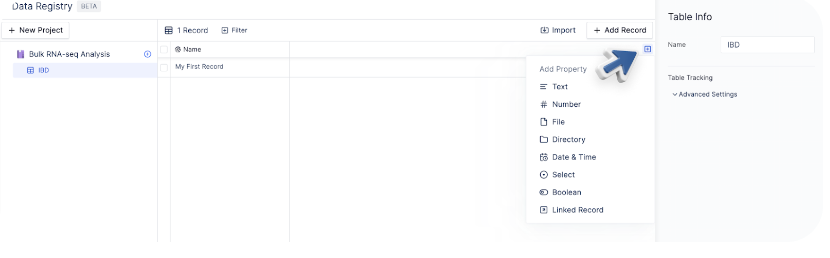 Data Registry BETA
+ New Project
1 Record Filter Import + Add Record
Bulk RNA-seq Analysis
IBD
Name
My First Record
Add Property
Text
# Number
File
Directory
Date & Time
Select
Boolean
Linked Record
Table Info
Name IBD
Table Tracking
Advanced Settings